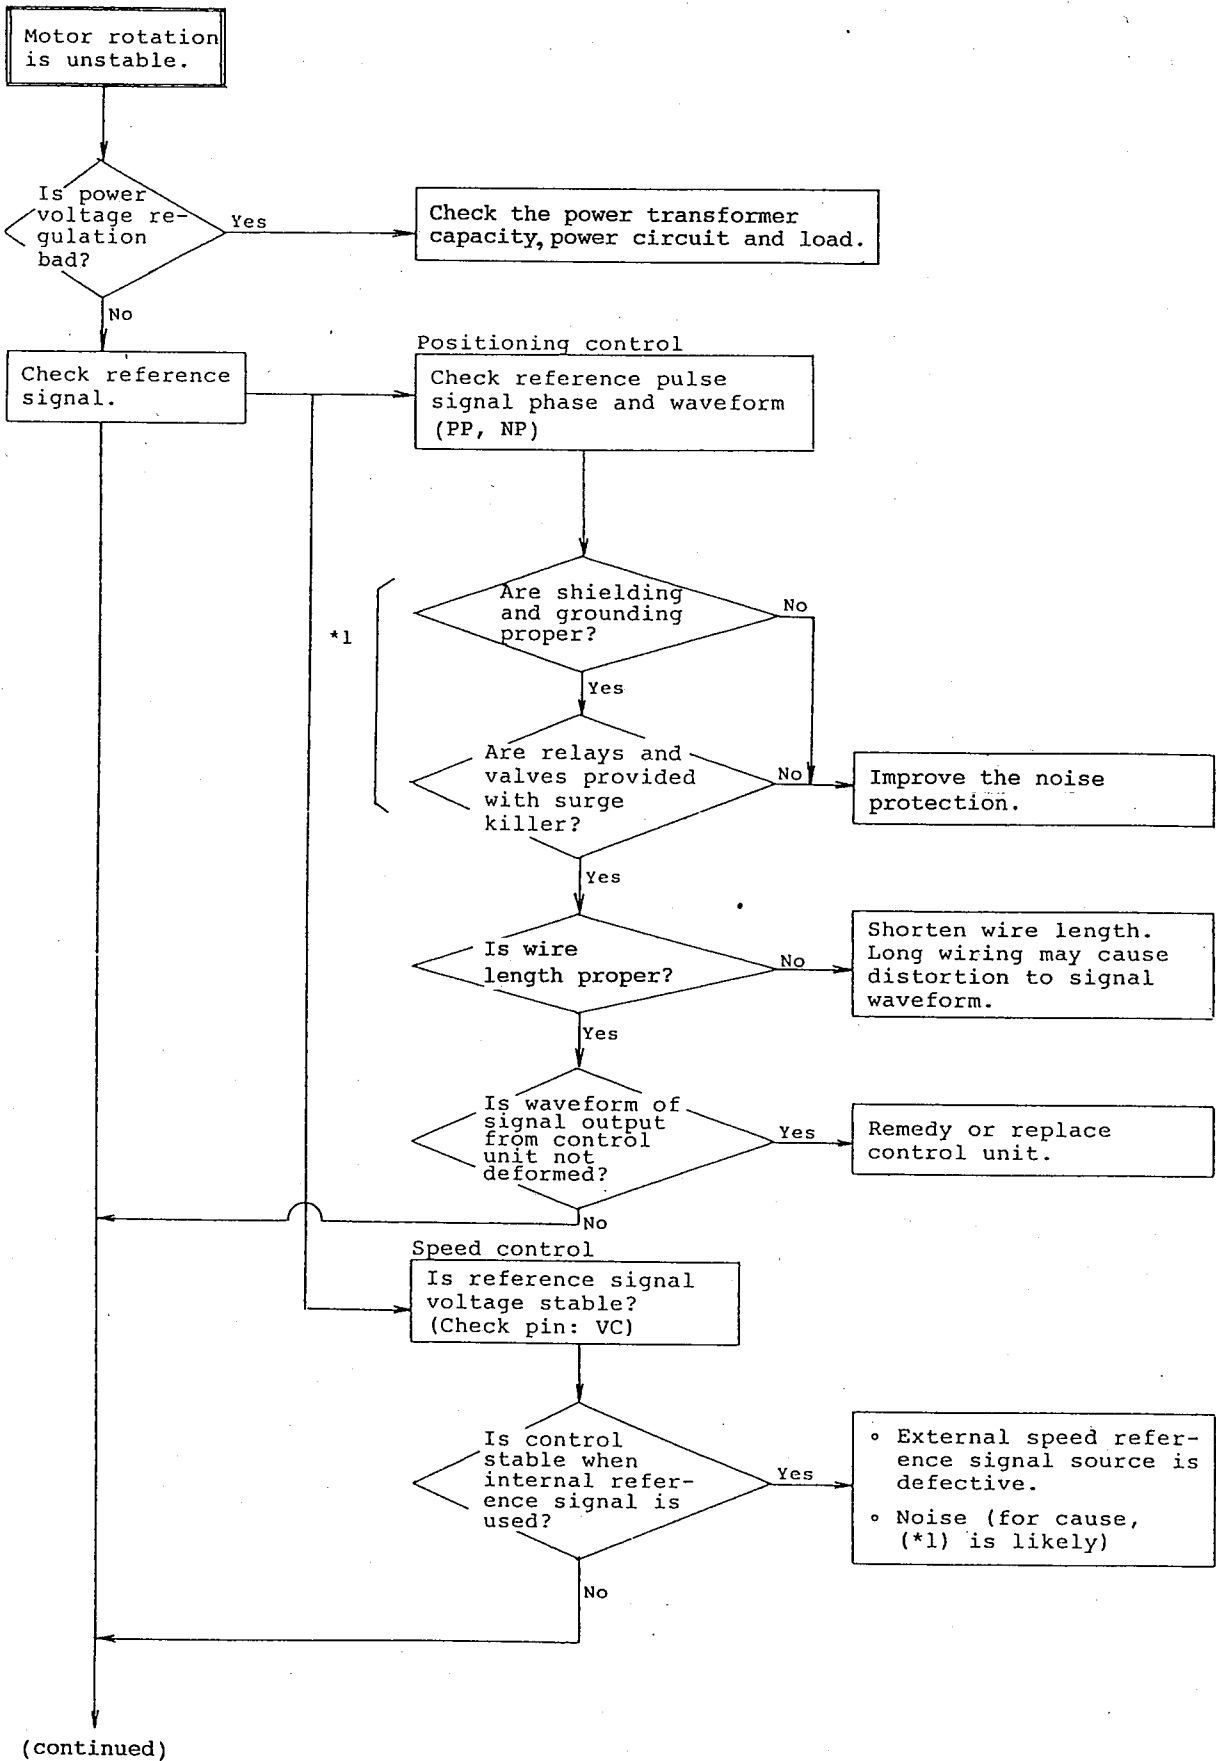 Motor rotation
is unstable.
Is power
voltage re-
gulation
bad?
Yes
Check the power transformer
capacity, power circuit and load.
No
Check reference
signal.
Positioning control
Check reference pulse
signal phase and waveform
(PP, NP)
*1
Are shielding
and grounding
proper?
No
Yes
Are relays and
valves provided
with surge
killer?
No
Improve the noise
protection.
Yes
Is wire
length proper?
No
Shorten wire length.
Long wiring may cause
distortion to signal
waveform.
Yes
Is waveform of
signal output
from control
unit not
deformed?
Yes
Remedy or replace
control unit.
No
Speed control
Is reference signal
voltage stable?
(Check pin: VC)
Is control
stable when
internal refer-
ence signal is
used?
Yes
° External speed refer-
ence signal source is
defective.
° Noise (for cause,
(*1) is likely)
No
(continued)